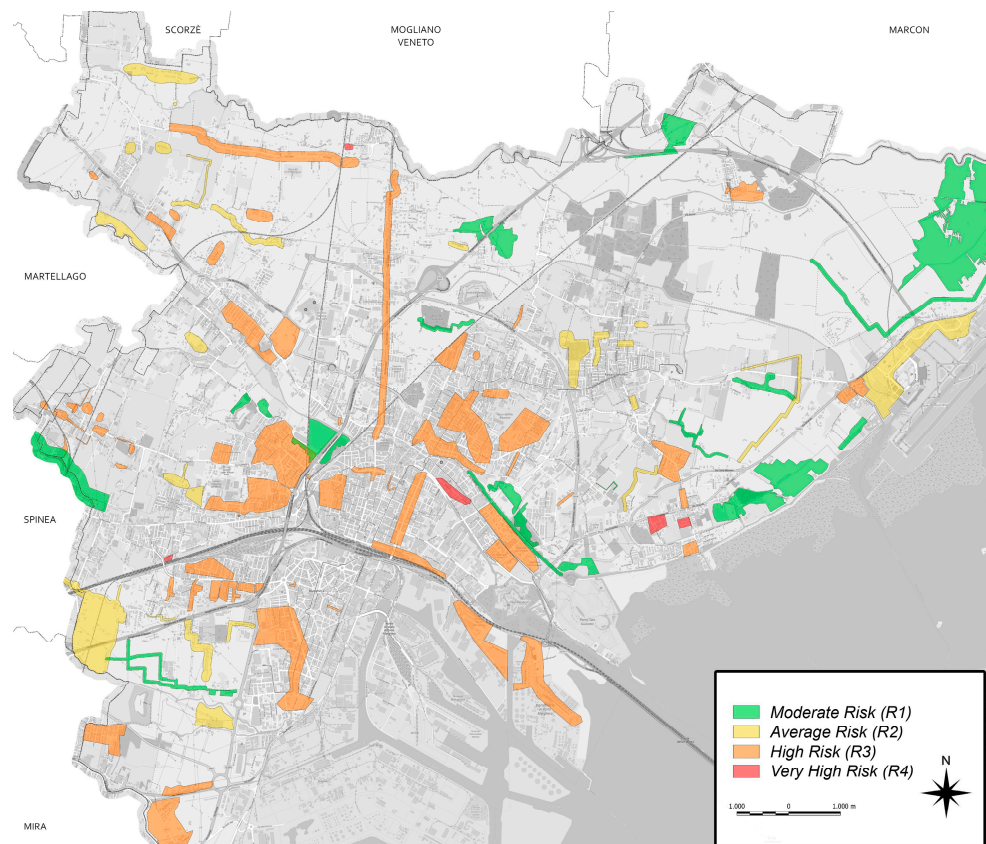 SCORZÈ
MOGLIANO
VENETO
MARCON
MARTELLAGO
SPINEA
MIRA
Moderate Risk (R1)
Average Risk (R2)
High Risk (R3)
Very High Risk (R4)
N
1.000 0 1.000 m